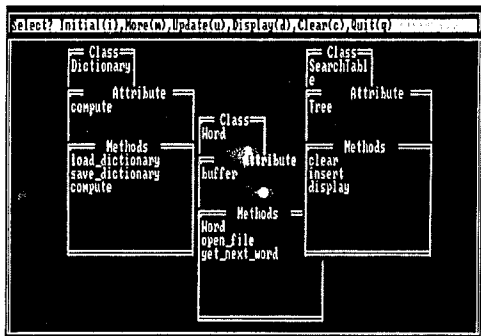 Select? Initial(i),More(m),Update(u),Display(d),Clear(c),Quit(q)
Class
Dictionary
Attribute
compute
Methods
load_dictionary
save_dictionary
compute
Class
Word
Attribute
buffer
Methods
Word
open_file
get_next_word
Class
SearchTabl
e
Attribute
Tree
Methods
clear
insert
display